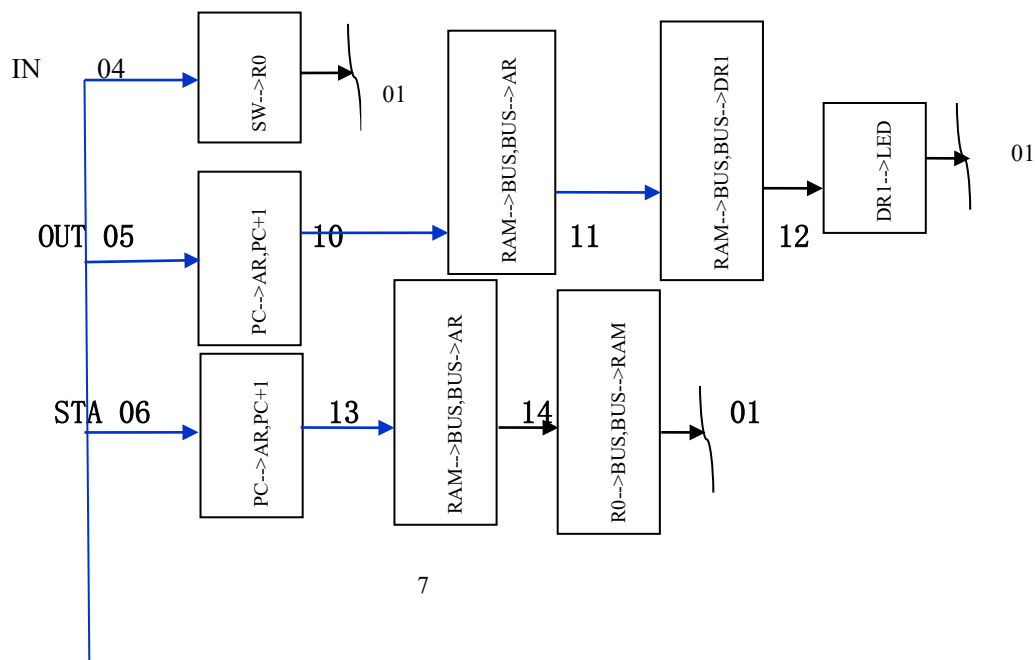 IN 04
SW-->R0
01
OUT 05
PC-->AR,PC+1
10
RAM-->BUS,BUS-->AR
11
RAM-->BUS,BUS-->DR1
12
DR1-->LED
01
STA 06
PC-->AR,PC+1
13
RAM-->BUS,BUS->AR
14
R0-->BUS,BUS-->RAM
01
7